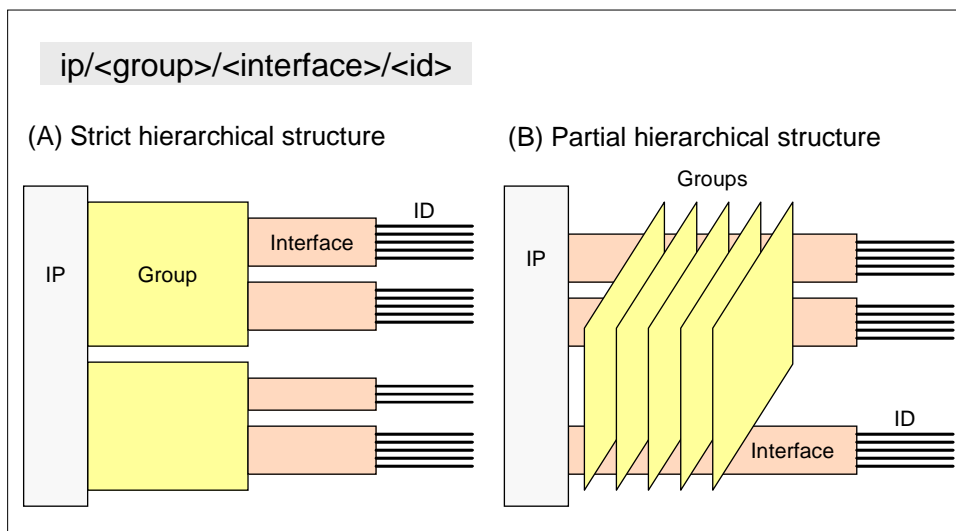 ip/<group>/<interface>/<id>
(A) Strict hierarchical structure
IP
Group
Interface
ID
(B) Partial hierarchical structure
Groups
IP
ID
Interface